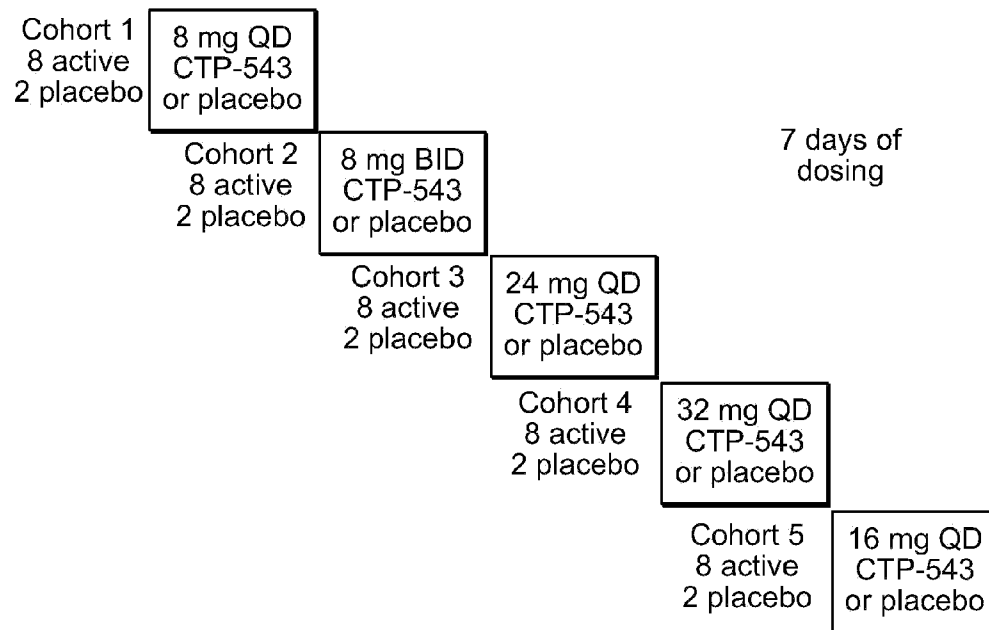 Cohort 1
8 active
2 placebo
8 mg QD
CTP-543
or placebo
Cohort 2
8 active
2 placebo
8 mg BID
CTP-543
or placebo
7 days of
dosing
Cohort 3
8 active
2 placebo
24 mg QD
CTP-543
or placebo
Cohort 4
8 active
2 placebo
32 mg QD
CTP-543
or placebo
Cohort 5
8 active
2 placebo
16 mg QD
CTP-543
or placebo